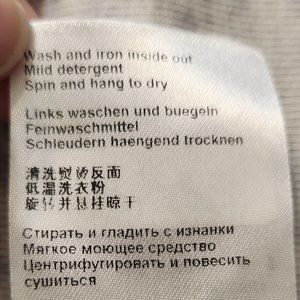 Wash and iron inside out
Mild detergent
Spin and hang to dry
Links waschen und buegeln
Feinwaschmittel
Schleudern haengend trocknen
清洗熨烫反面
低温洗衣粉
旋转并悬挂晾干
Стирать и гладить с изнанки
Мягкое моющее средство
Центрифугировать и повесить
сушиться